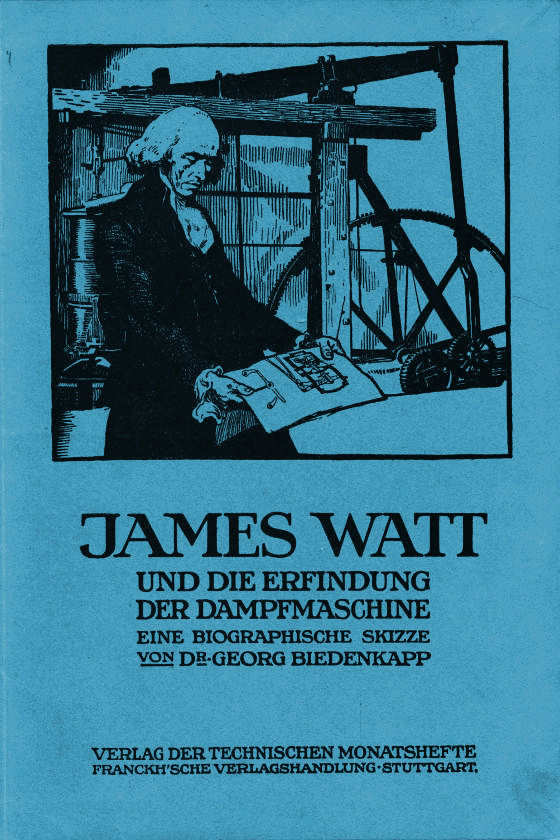 JAMES WATT
UND DIE ERFINDUNG
DER DAMPFMASCHINE
EINE BIOGRAPHISCHE SKIZZE
VON DR·GEORG BIEDENKAPP
VERLAG DER TECHNISCHEN MONATSHEFTE
FRANCKH'SCHE VERLAGSHANDLUNG·STUTTGART.